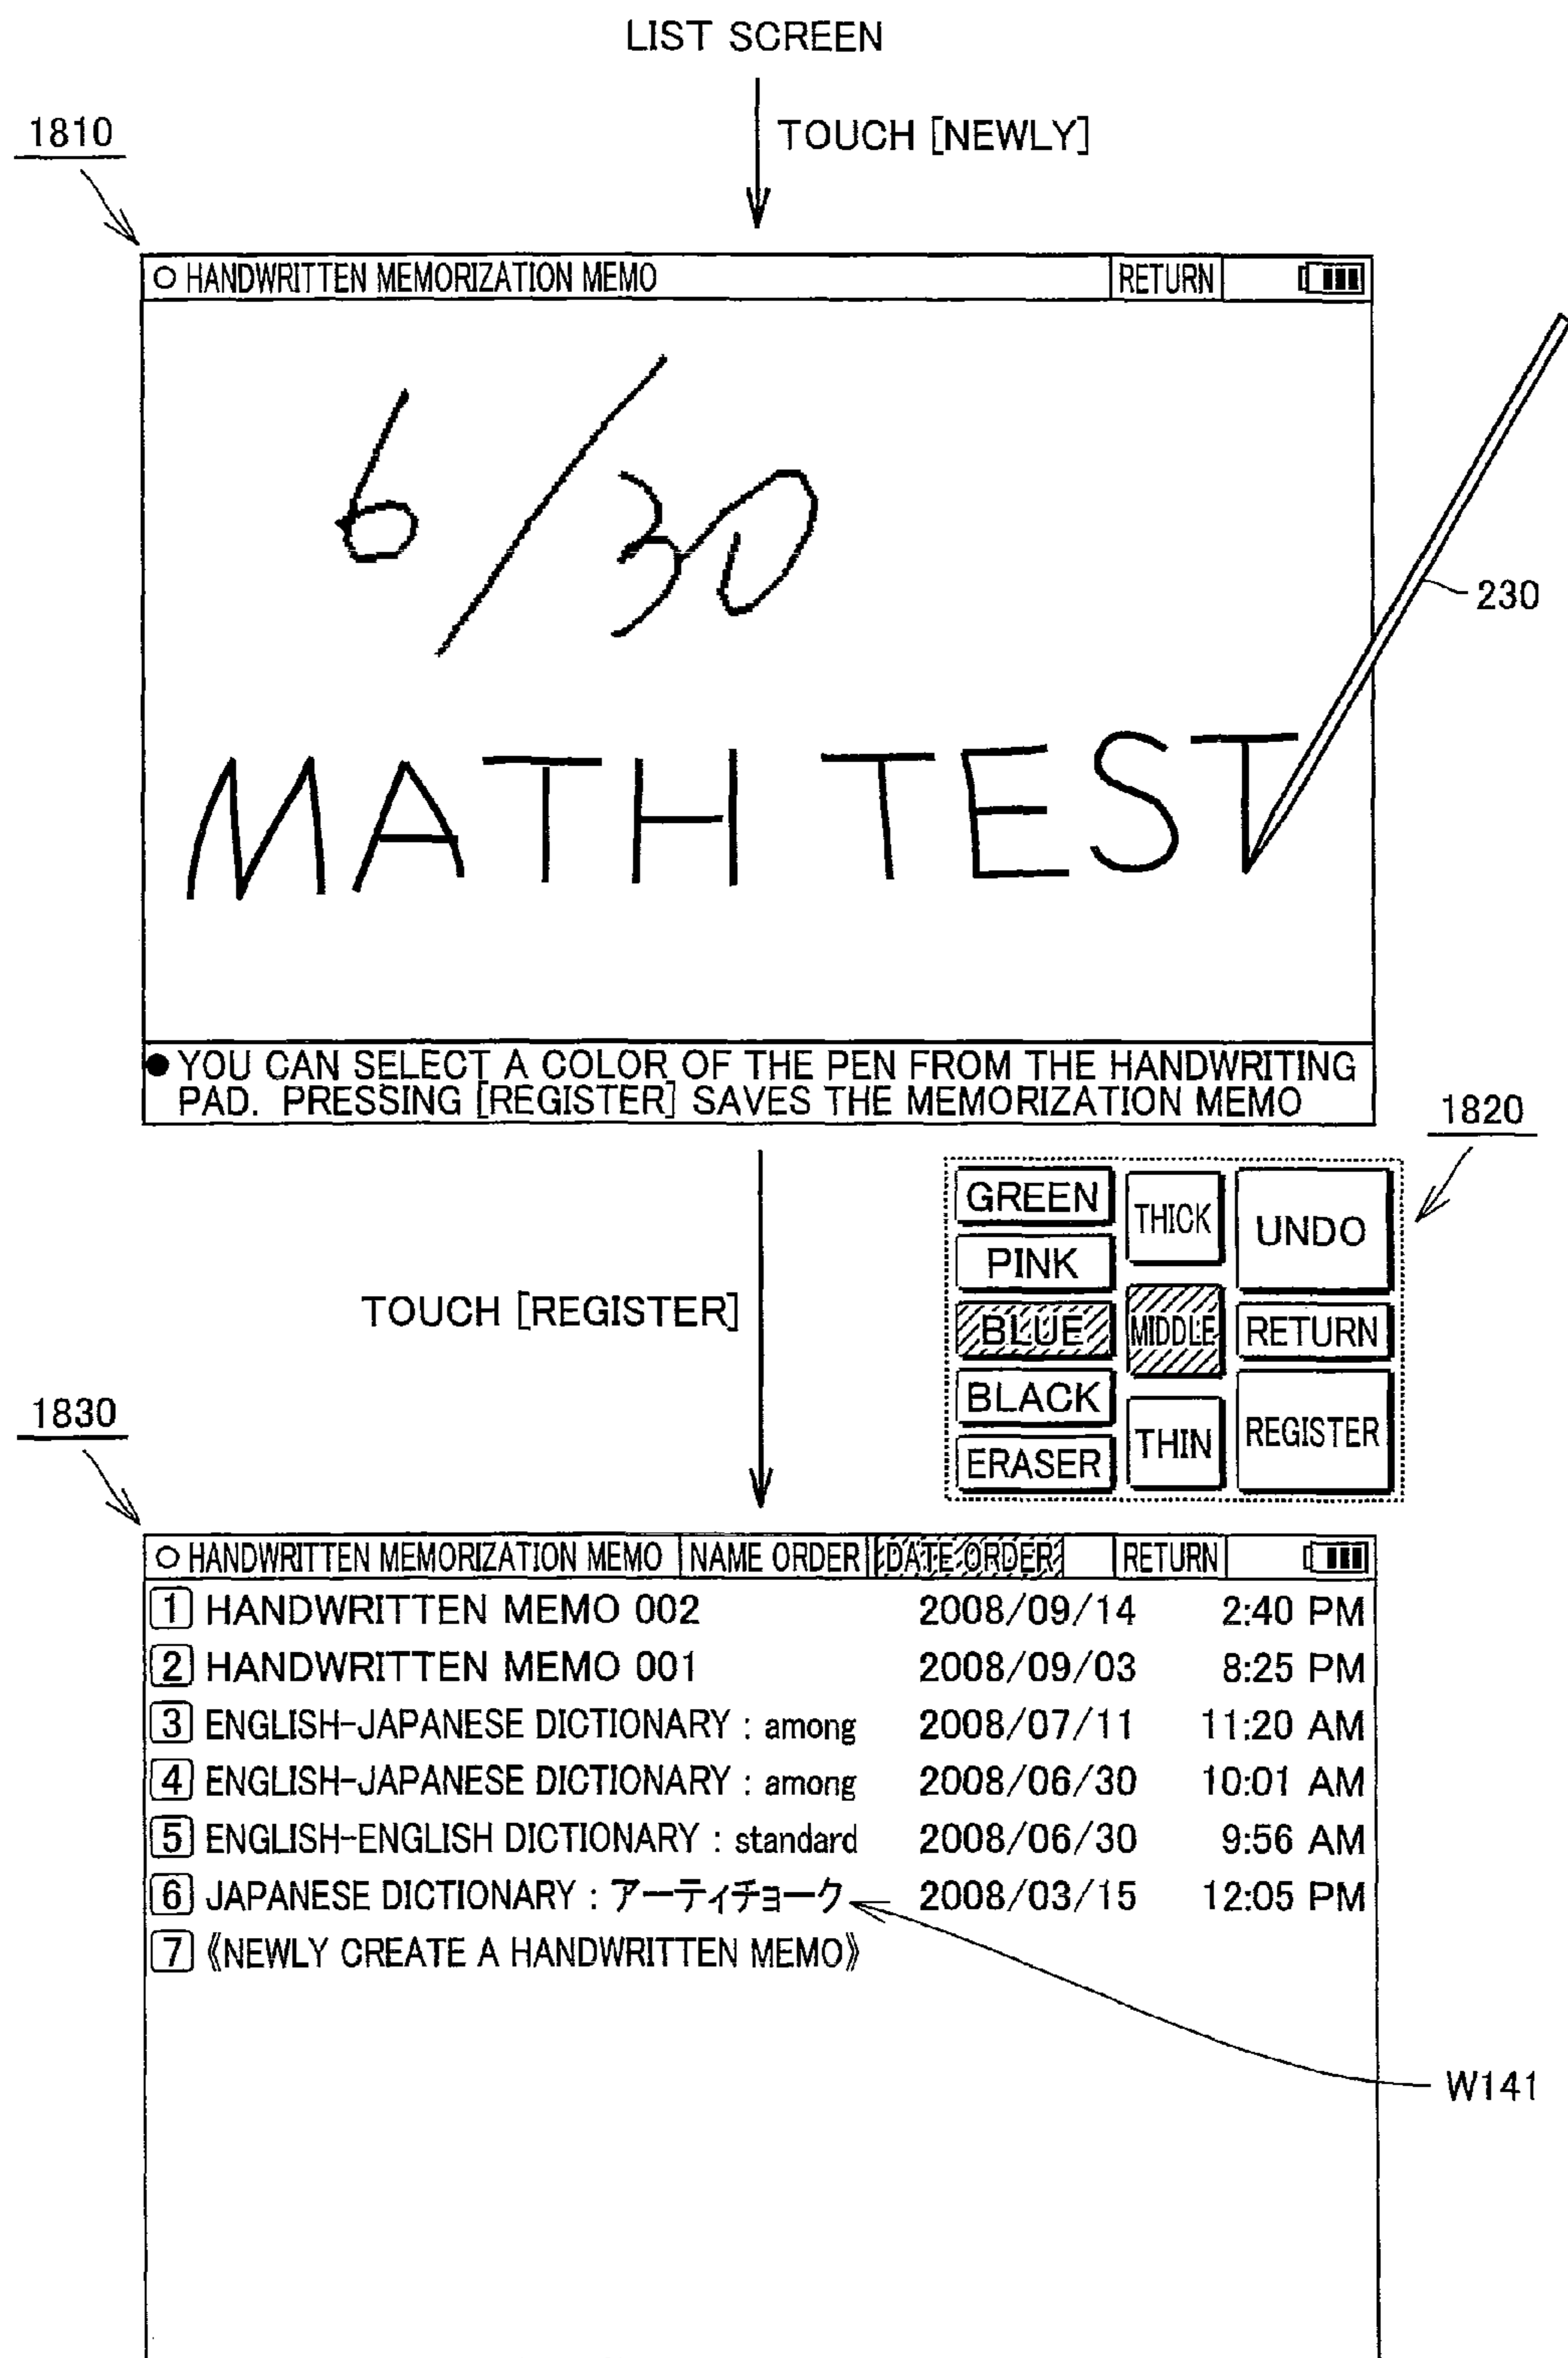 LIST SCREEN
TOUCH [NEWLY]
1810
○ HANDWRITTEN MEMORIZATION MEMO RETURN
6/30
230
MATH TEST
● YOU CAN SELECT A COLOR OF THE PEN FROM THE HANDWRITING
PAD. PRESSING [REGISTER] SAVES THE MEMORIZATION MEMO
1820
GREEN THICK UNDO
PINK
BLUE MIDDLE RETURN
BLACK THIN REGISTER
ERASER
TOUCH [REGISTER]
1830
○ HANDWRITTEN MEMORIZATION MEMO NAME ORDER DATE ORDER RETURN
1 HANDWRITTEN MEMO 002 2008/09/14 2:40 PM
2 HANDWRITTEN MEMO 001 2008/09/03 8:25 PM
3 ENGLISH-JAPANESE DICTIONARY : among 2008/07/11 11:20 AM
4 ENGLISH-JAPANESE DICTIONARY : among 2008/06/30 10:01 AM
5 ENGLISH-ENGLISH DICTIONARY : standard 2008/06/30 9:56 AM
6 JAPANESE DICTIONARY : アーティチョーク 2008/03/15 12:05 PM
7 《NEWLY CREATE A HANDWRITTEN MEMO》
W141